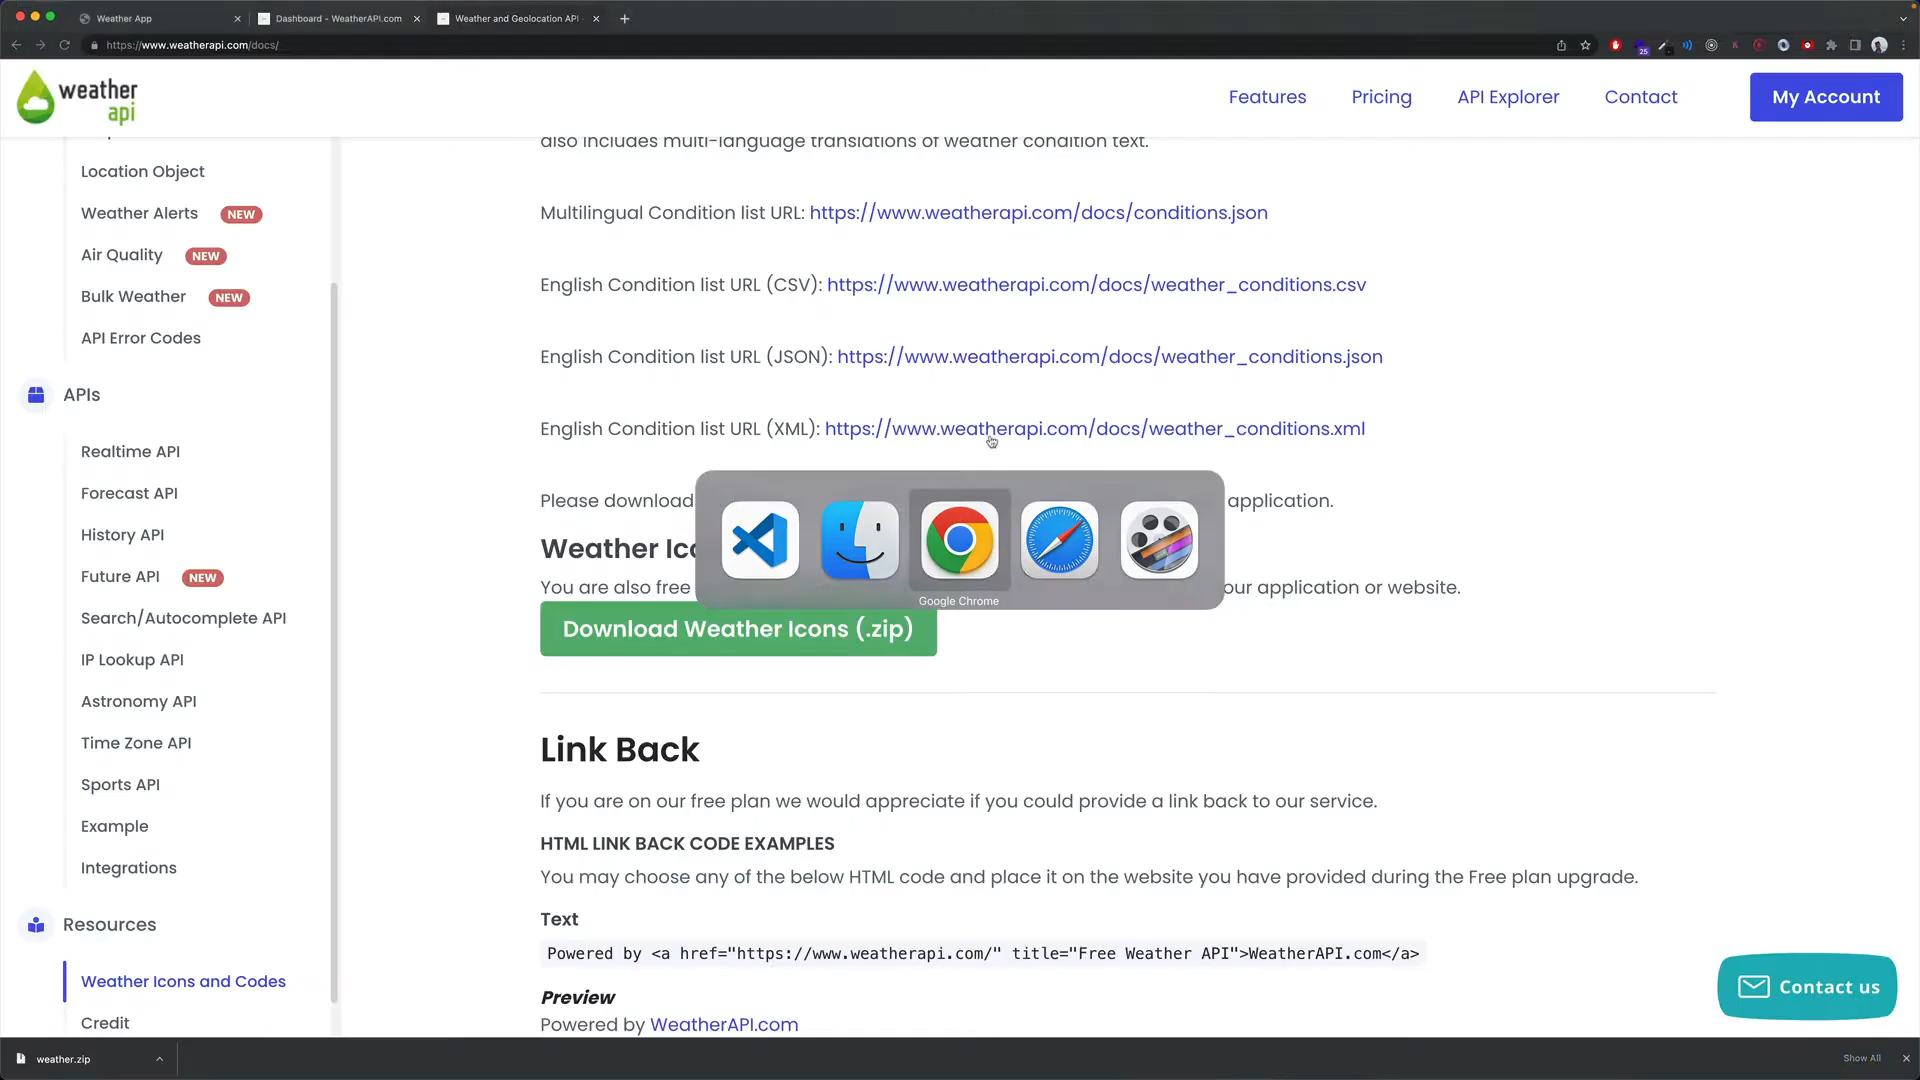 Weather App
Dashboard - WeatherAPI.com
Weather and Geolocation API
https://www.weatherapi.com/docs/
25
weather
api
Features
Pricing
API Explorer
Contact
My Account
Location Object
Weather Alerts NEW
Air Quality NEW
Bulk Weather NEW
API Error Codes
APIs
Realtime API
Forecast API
History API
Future API NEW
Search/Autocomplete API
IP Lookup API
Astronomy API
Time Zone API
Sports API
Example
Integrations
Resources
Weather Icons and Codes
Credit
also includes multi-language translations of weather condition text.
Multilingual Condition list URL: https://www.weatherapi.com/docs/conditions.json
English Condition list URL (CSV): https://www.weatherapi.com/docs/weather_conditions.csv
English Condition list URL (JSON): https://www.weatherapi.com/docs/weather_conditions.json
English Condition list URL (XML): https://www.weatherapi.com/docs/weather_conditions.xml
Please download application.
Weather Ico
You are also free our application or website.
Google Chrome
Download Weather Icons (.zip)
Link Back
If you are on our free plan we would appreciate if you could provide a link back to our service.
HTML LINK BACK CODE EXAMPLES
You may choose any of the below HTML code and place it on the website you have provided during the Free plan upgrade.
Text
Powered by <a href="https://www.weatherapi.com/" title="Free Weather API">WeatherAPI.com</a>
Preview
Powered by WeatherAPI.com
Contact us
weather.zip
Show All